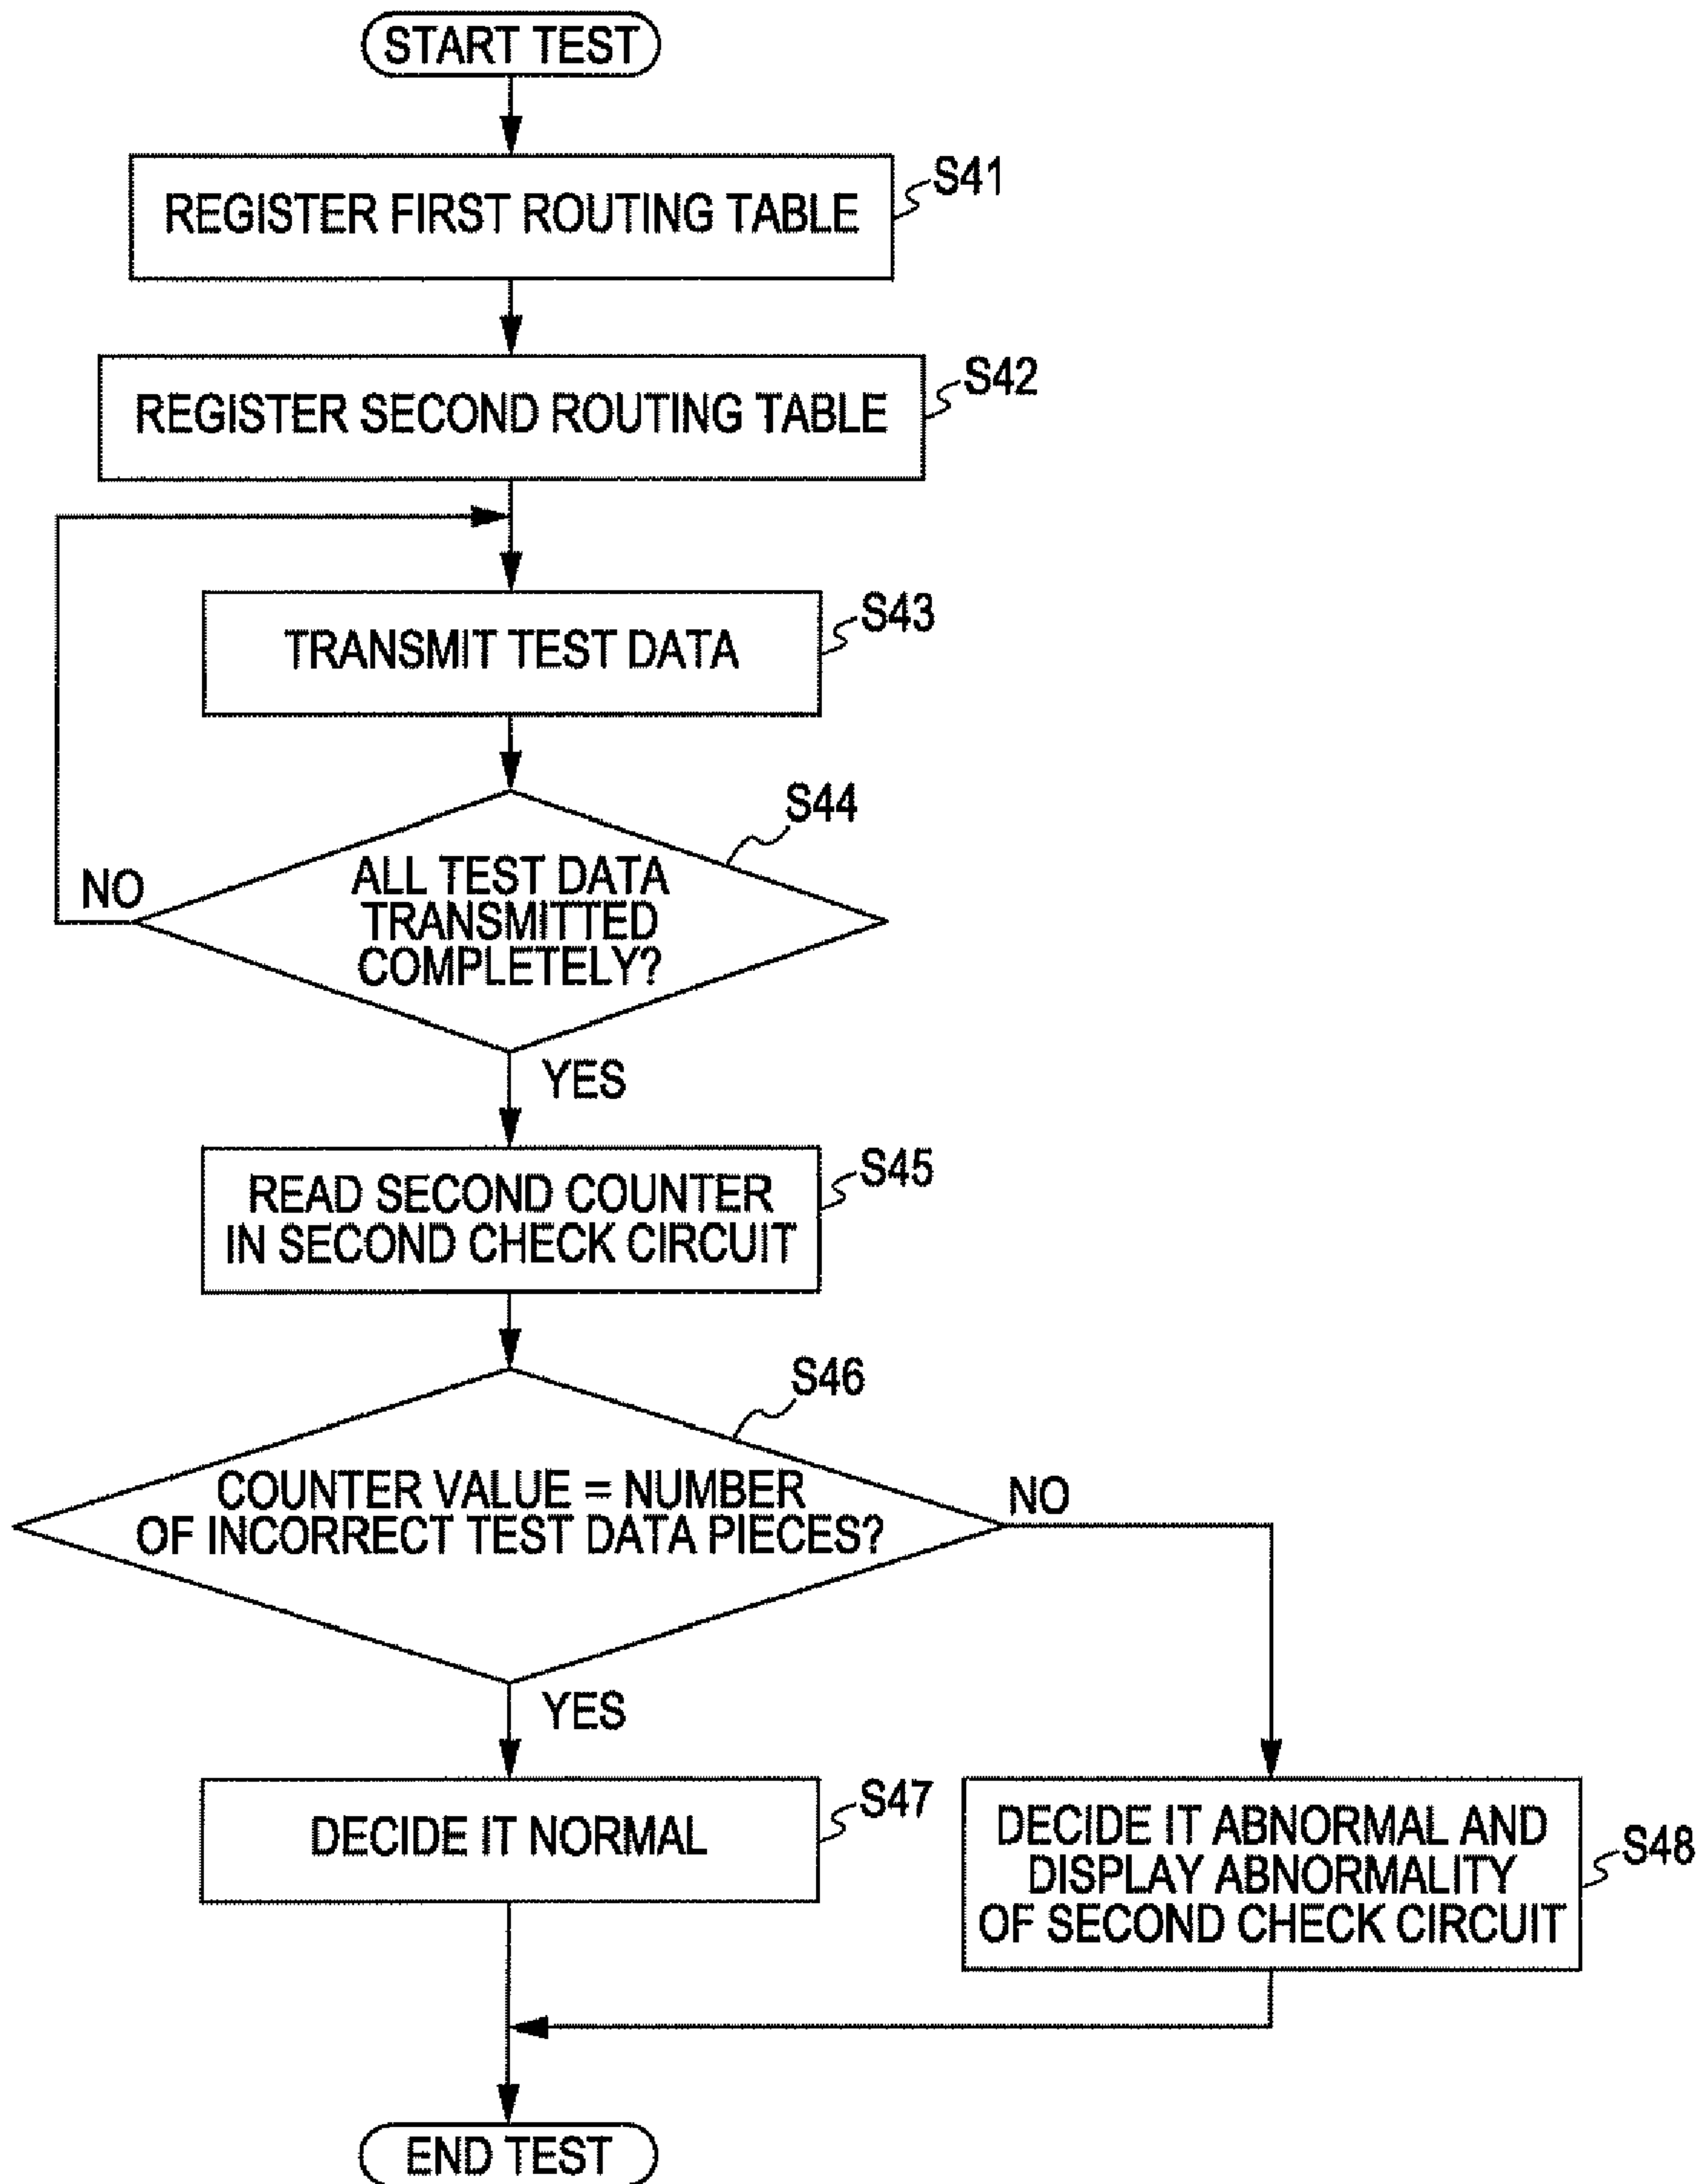 START TEST
S41
REGISTER FIRST ROUTING TABLE
S42
REGISTER SECOND ROUTING TABLE
S43
TRANSMIT TEST DATA
S44
ALL TEST DATA
TRANSMITTED
COMPLETELY?
NO
YES
S45
READ SECOND COUNTER
IN SECOND CHECK CIRCUIT
S46
COUNTER VALUE = NUMBER
OF INCORRECT TEST DATA PIECES?
NO
YES
S47
DECIDE IT NORMAL
S48
DECIDE IT ABNORMAL AND
DISPLAY ABNORMALITY
OF SECOND CHECK CIRCUIT
END TEST